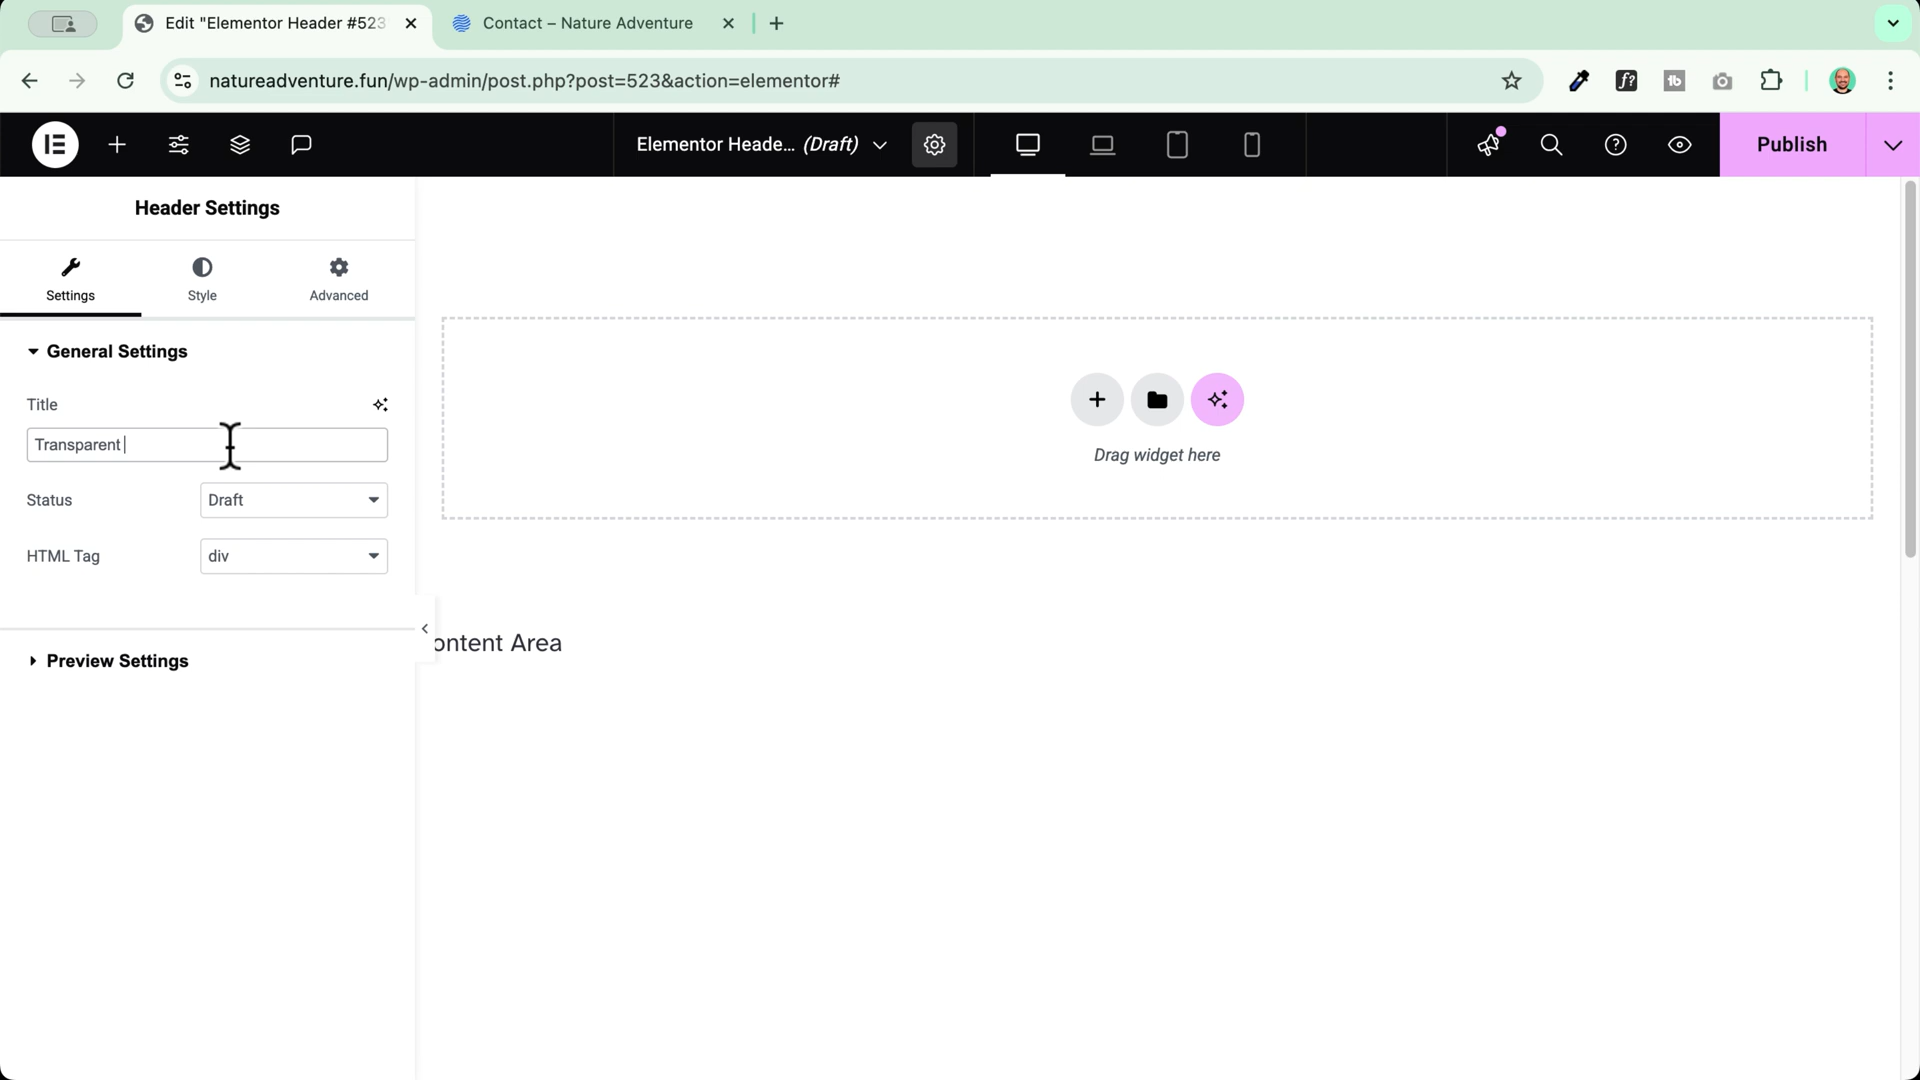 Edit "Elementor Header #523
Contact – Nature Adventure
natureadventure.fun/wp-admin/post.php?post=523&action=elementor#
Elementor Heade... (Draft)
Publish
Header Settings
Settings
Style
Advanced
General Settings
Title
Transparent
Status
Draft
HTML Tag
div
Preview Settings
Drag widget here
ontent Area